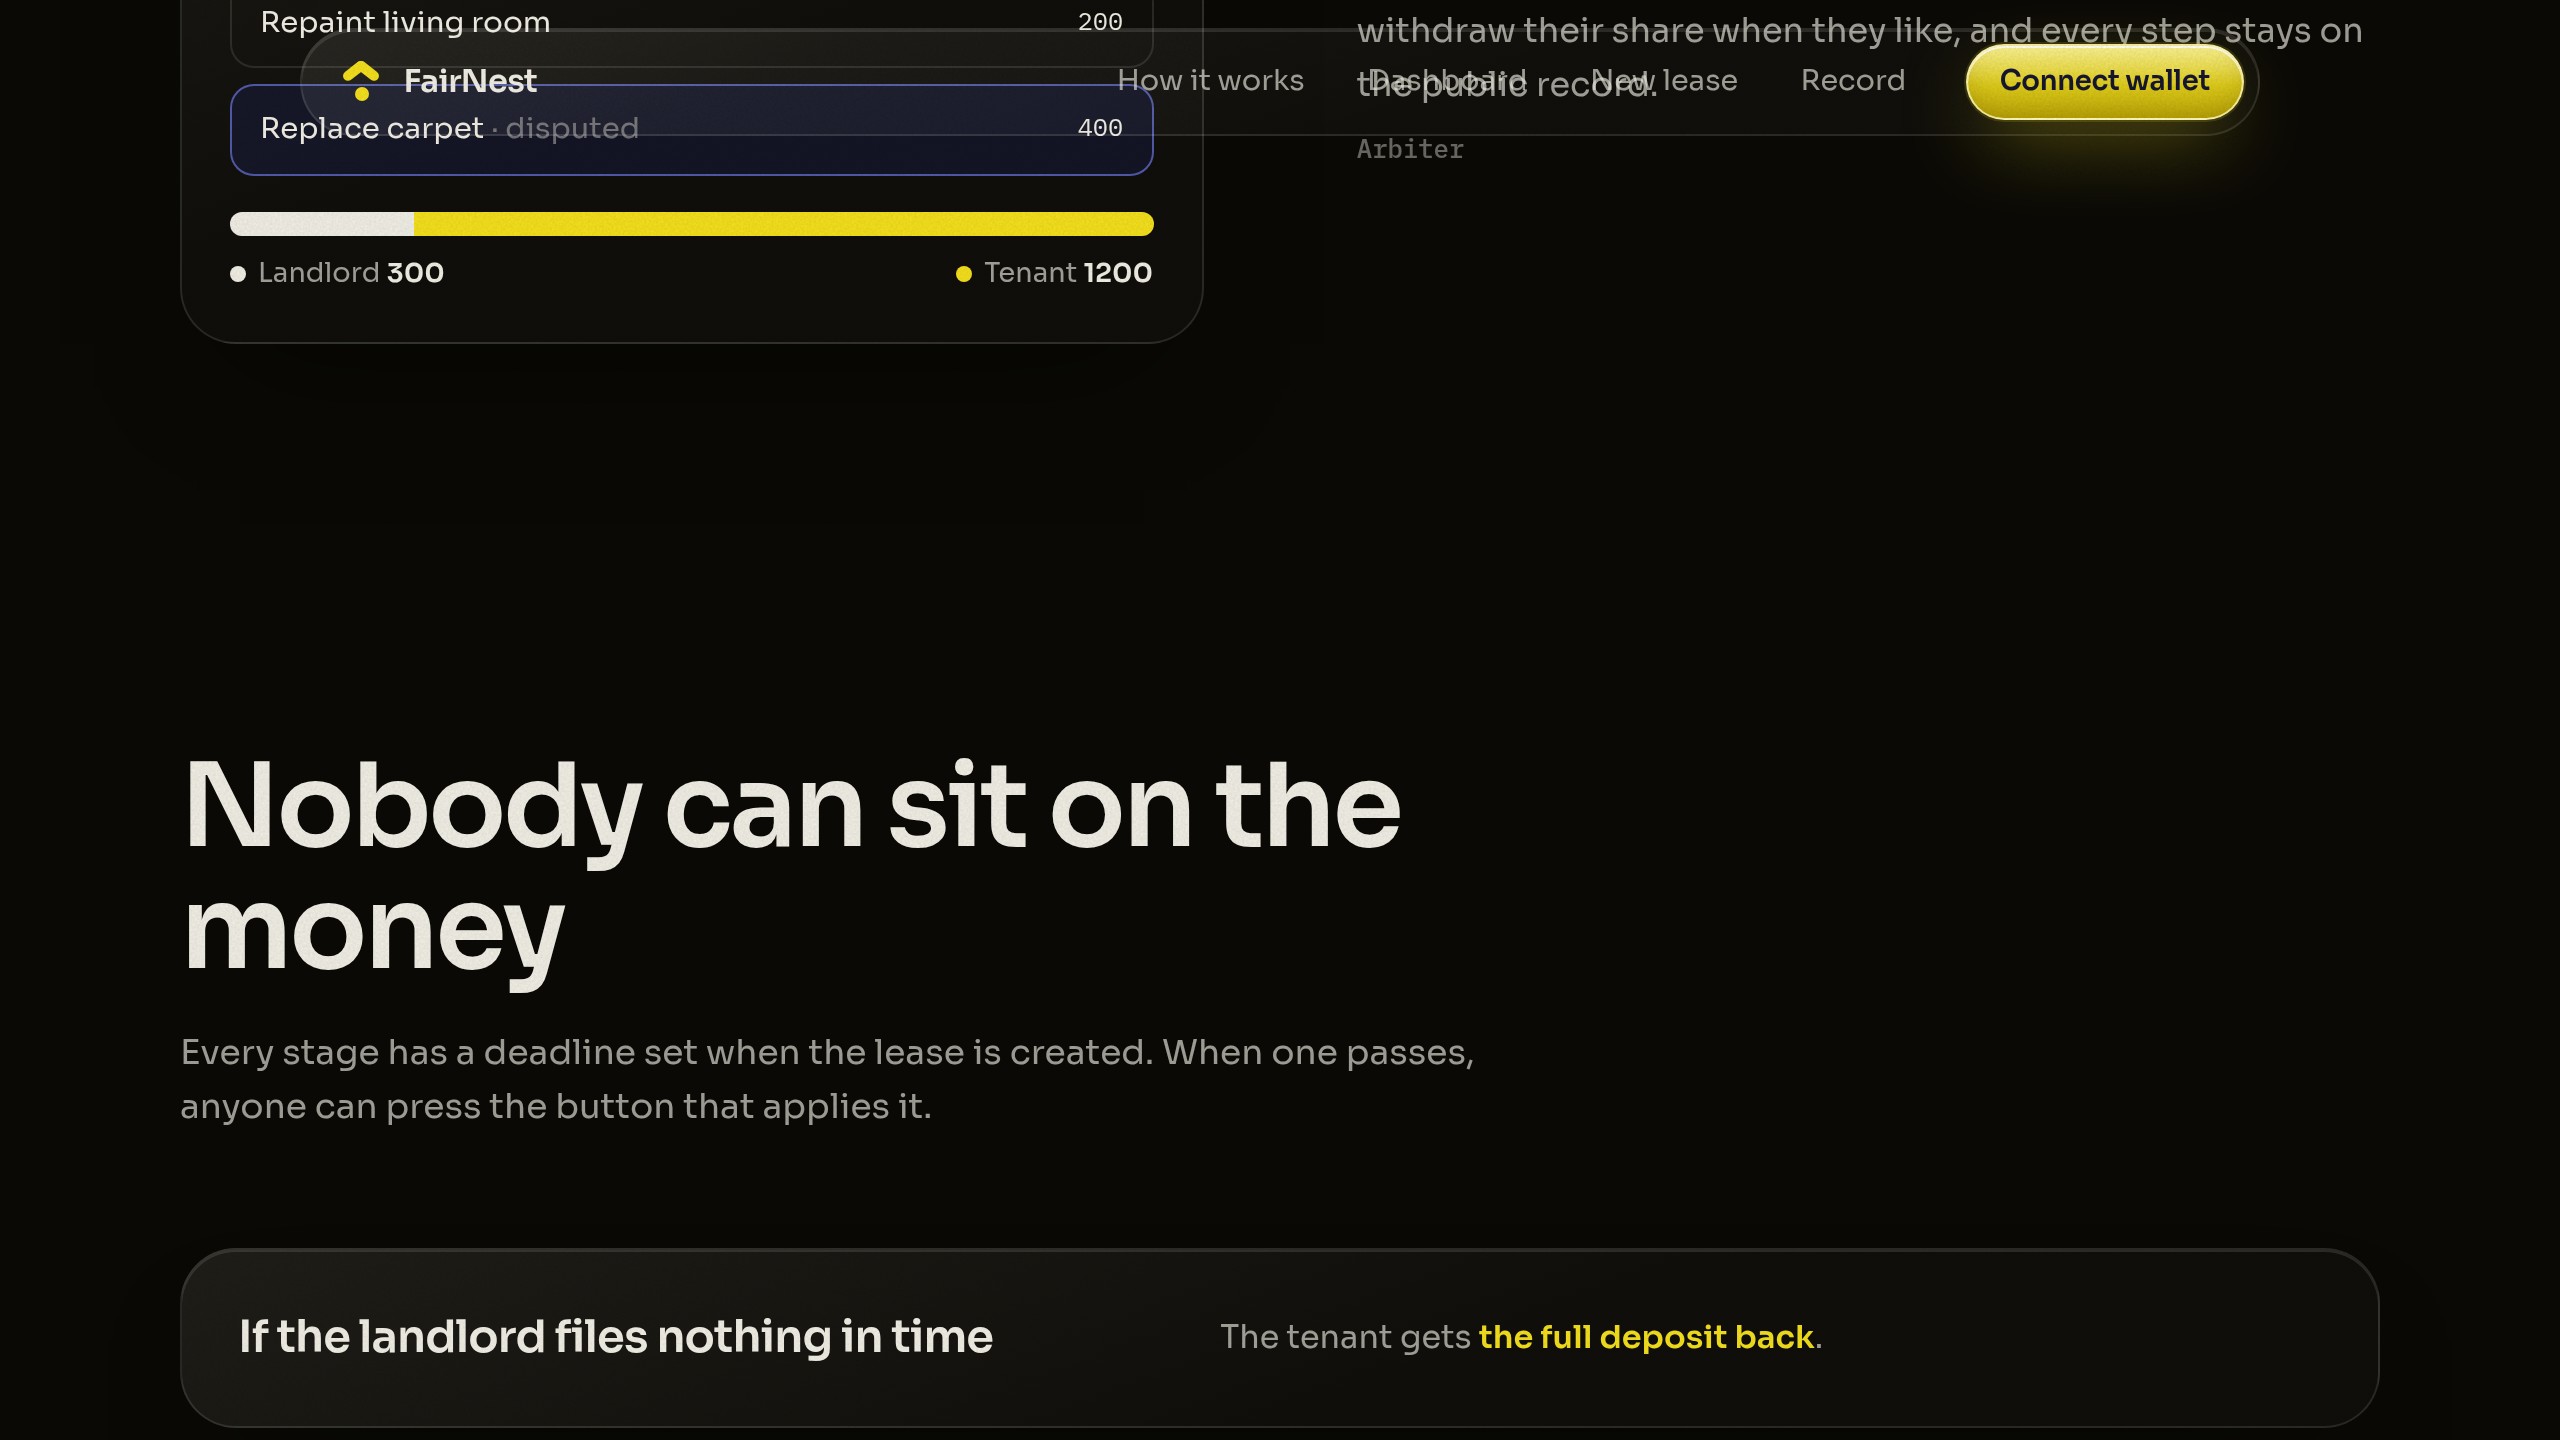 Repaint living room 200
withdraw their share when they like, and every step stays on
FairNest How it works Dashboard New lease Record Connect wallet
the public record.
Replace carpet · disputed 400
Arbiter
Landlord 300 Tenant 1200
Nobody can sit on the
money
Every stage has a deadline set when the lease is created. When one passes,
anyone can press the button that applies it.
If the landlord files nothing in time The tenant gets the full deposit back.